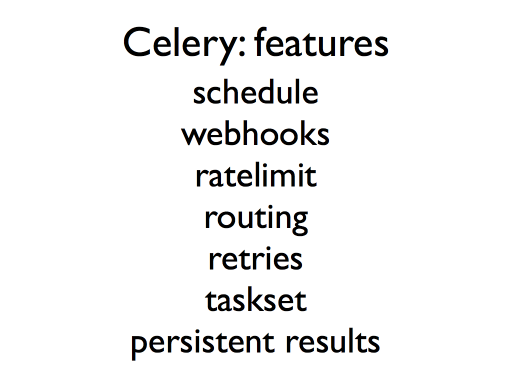 Celery: features
schedule
webhooks
ratelimit
routing
retries
taskset
persistent results